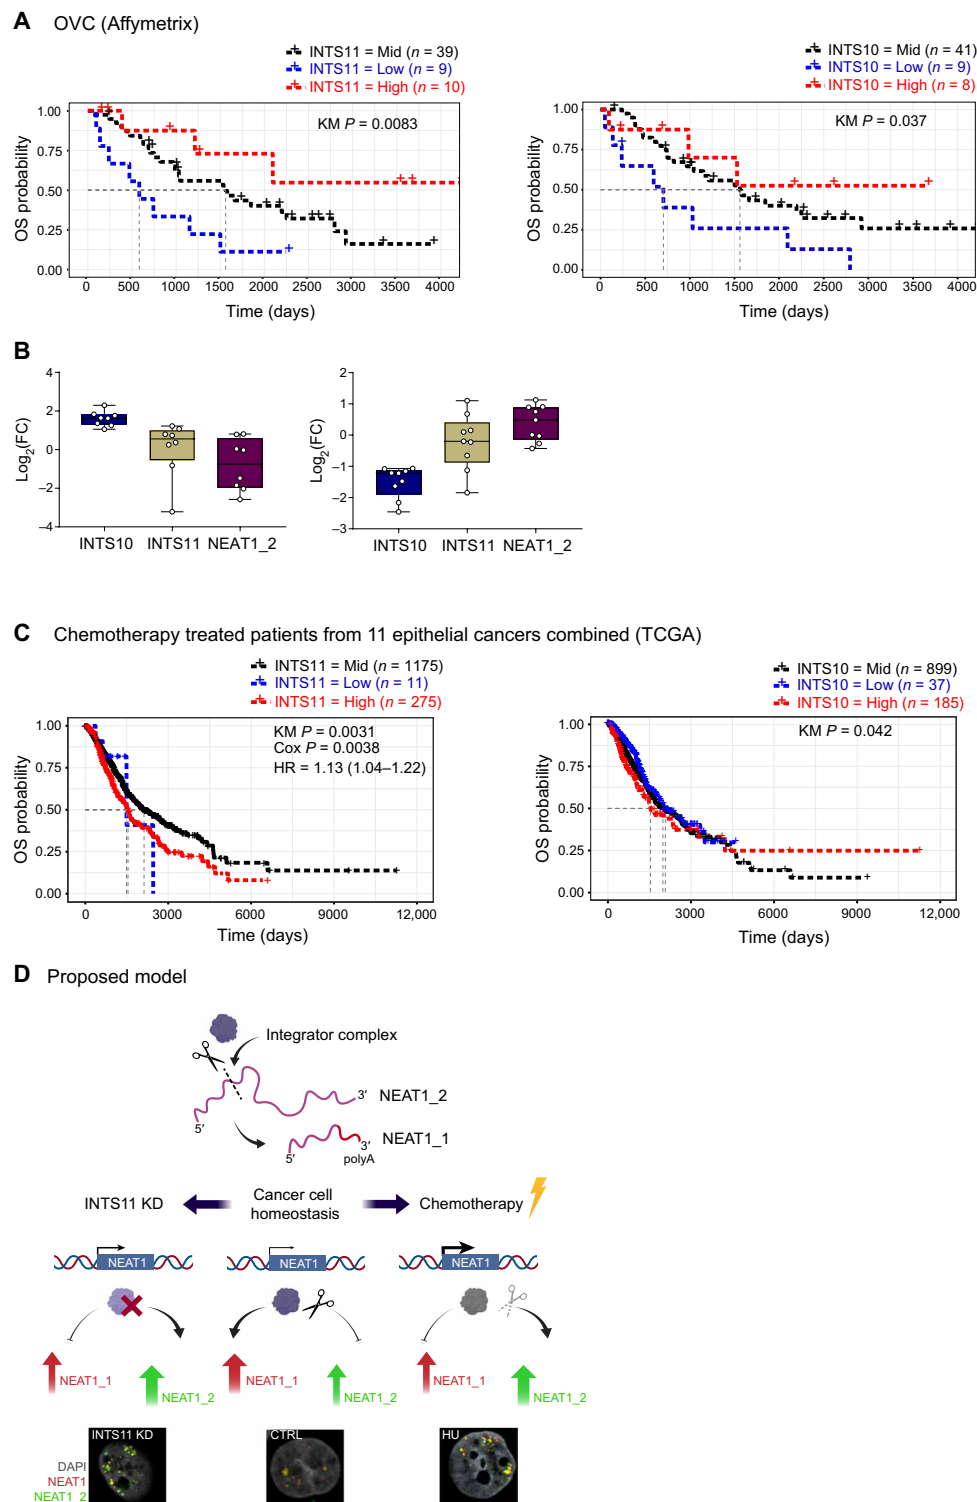 A OVC (Affymetrix)
INTS11 = Mid (n = 39)
INTS11 = Low (n = 9)
INTS11 = High (n = 10)
KM P = 0.0083
1.00
0.75
0.50
0.25
0.00
OS probability
0 500 1000 1500 2000 2500 3000 3500 4000
Time (days)
INTS10 = Mid (n = 41)
INTS10 = Low (n = 9)
INTS10 = High (n = 8)
KM P = 0.037
1.00
0.75
0.50
0.25
0.00
OS probability
0 500 1000 1500 2000 2500 3000 3500 4000
Time (days)
B
4
2
0
–2
–4
Log2(FC)
INTS10 INTS11 NEAT1_2
2
1
0
–1
–2
–3
Log2(FC)
INTS10 INTS11 NEAT1_2
C Chemotherapy treated patients from 11 epithelial cancers combined (TCGA)
INTS11 = Mid (n = 1175)
INTS11 = Low (n = 11)
INTS11 = High (n = 275)
KM P = 0.0031
Cox P = 0.0038
HR = 1.13 (1.04–1.22)
1.00
0.75
0.50
0.25
0.00
OS probability
0 3000 6000 9000 12,000
Time (days)
INTS10 = Mid (n = 899)
INTS10 = Low (n = 37)
INTS10 = High (n = 185)
KM P = 0.042
1.00
0.75
0.50
0.25
0.00
OS probability
0 3000 6000 9000 12,000
Time (days)
D Proposed model
Integrator complex
NEAT1_2
3′
5′
NEAT1_1
3′
5′
polyA
INTS11 KD
Cancer cell
homeostasis
Chemotherapy
NEAT1
NEAT1
NEAT1
NEAT1_1
NEAT1_2
NEAT1_1
NEAT1_2
NEAT1_1
NEAT1_2
INTS11 KD
CTRL
HU
DAPI
NEAT1
NEAT1_2